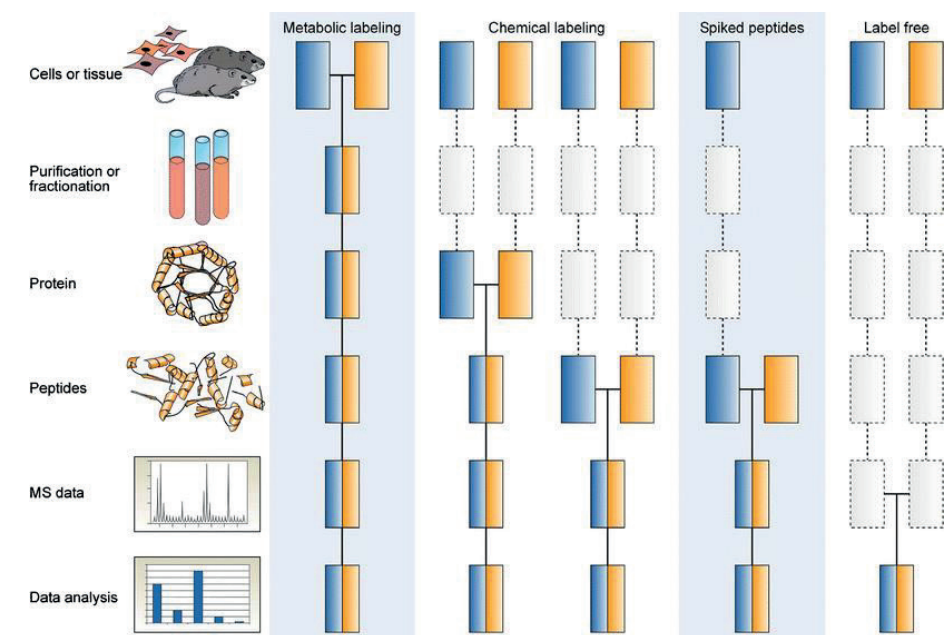 Metabolic labeling
Chemical labeling
Spiked peptides
Label free
Cells or tissue
Purification or
fractionation
Protein
Peptides
MS data
Data analysis